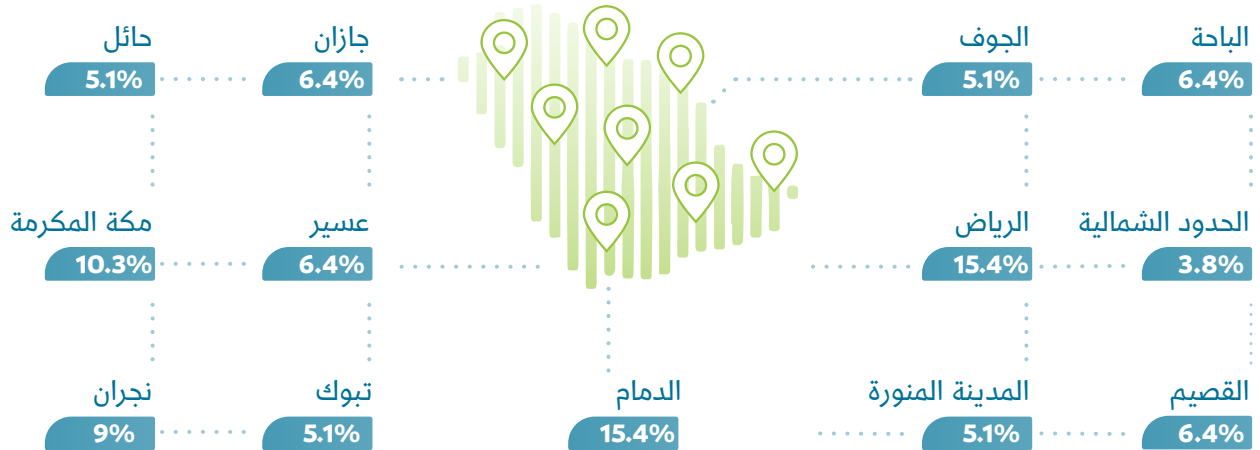 الباحة
6.4%
الجوف
5.1%
جازان
6.4%
حائل
5.1%
الحدود الشمالية
3.8%
الرياض
15.4%
عسير
6.4%
مكة المكرمة
10.3%
القصيم
6.4%
المدينة المنورة
5.1%
الدمام
15.4%
تبوك
5.1%
نجران
9%